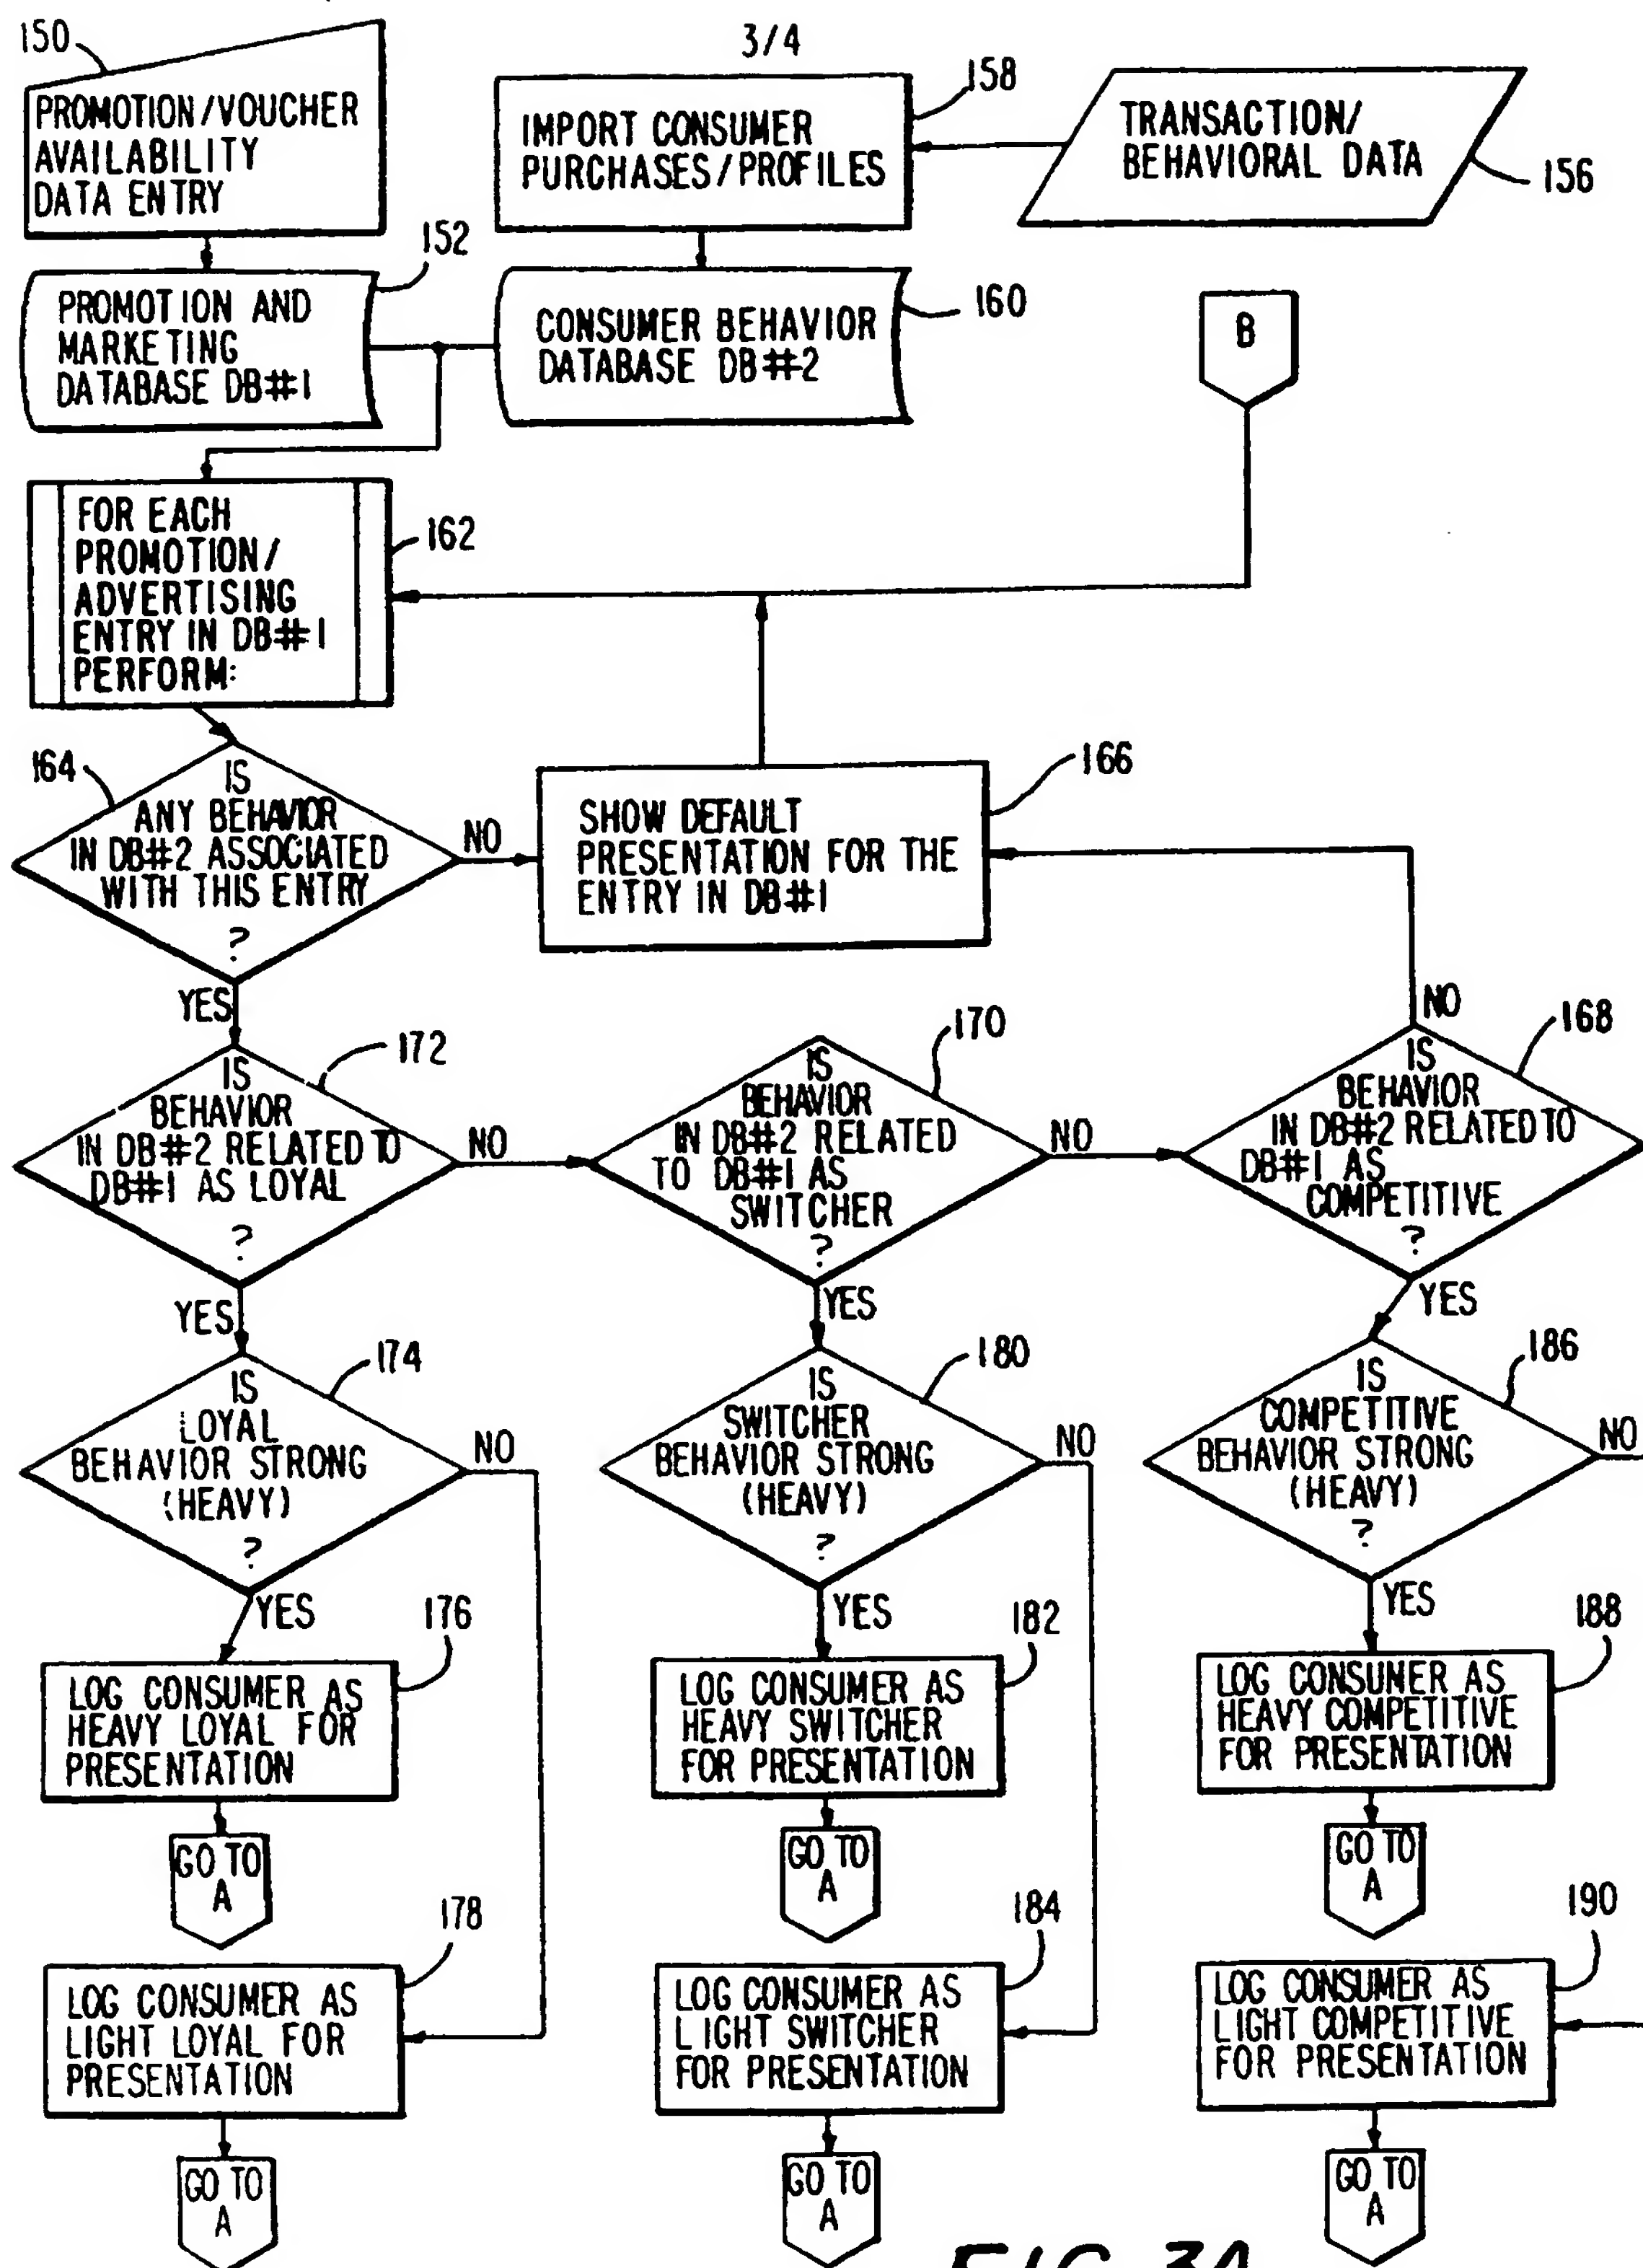 3/4
150
PROMOTION/VOUCHER
AVAILABILITY
DATA ENTRY
158
IMPORT CONSUMER
PURCHASES/PROFILES
TRANSACTION/
BEHAVIORAL DATA
156
152
PROMOTION AND
MARKETING
DATABASE DB#1
CONSUMER BEHAVIOR
DATABASE DB#2
160
B
FOR EACH
PROMOTION/
ADVERTISING
ENTRY IN DB#1
PERFORM:
162
164
IS
ANY BEHAVIOR
IN DB#2 ASSOCIATED
WITH THIS ENTRY
?
NO
YES
166
SHOW DEFAULT
PRESENTATION FOR THE
ENTRY IN DB#1
172
IS
BEHAVIOR
IN DB#2 RELATED TO
DB#1 AS LOYAL
?
NO
YES
170
IS
BEHAVIOR
IN DB#2 RELATED
TO DB#1 AS
SWITCHER
?
NO
YES
NO
168
IS
BEHAVIOR
IN DB#2 RELATED TO
DB#1 AS
COMPETITIVE
?
YES
174
IS
LOYAL
BEHAVIOR STRONG
(HEAVY)
?
NO
YES
180
IS
SWITCHER
BEHAVIOR STRONG
(HEAVY)
?
NO
YES
186
IS
COMPETITIVE
BEHAVIOR STRONG
(HEAVY)
?
NO
YES
176
LOG CONSUMER AS
HEAVY LOYAL FOR
PRESENTATION
GO TO
A
182
LOG CONSUMER AS
HEAVY SWITCHER
FOR PRESENTATION
GO TO
A
188
LOG CONSUMER AS
HEAVY COMPETITIVE
FOR PRESENTATION
GO TO
A
178
LOG CONSUMER AS
LIGHT LOYAL FOR
PRESENTATION
GO TO
A
184
LOG CONSUMER AS
LIGHT SWITCHER
FOR PRESENTATION
GO TO
A
190
LOG CONSUMER AS
LIGHT COMPETITIVE
FOR PRESENTATION
GO TO
A
FIG. 3A